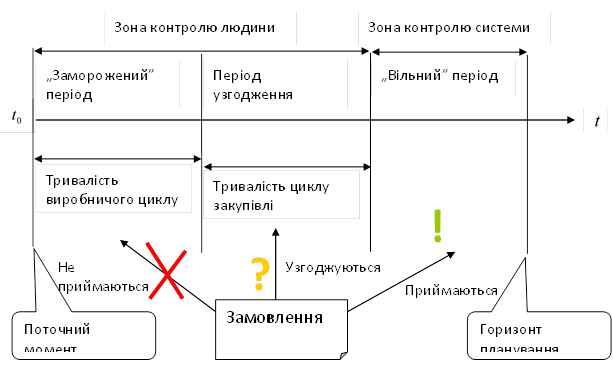 Зона контролю людини
Зона контролю системи
„Заморожений”
період
Період
узгодження
„Вільний” період
t0
t
Тривалість
виробничого циклу
Тривалість циклу
закупівлі
!
?
Не
приймаються
Узгоджуються
Приймаються
Замовлення
Поточний
момент
Горизонт
планування